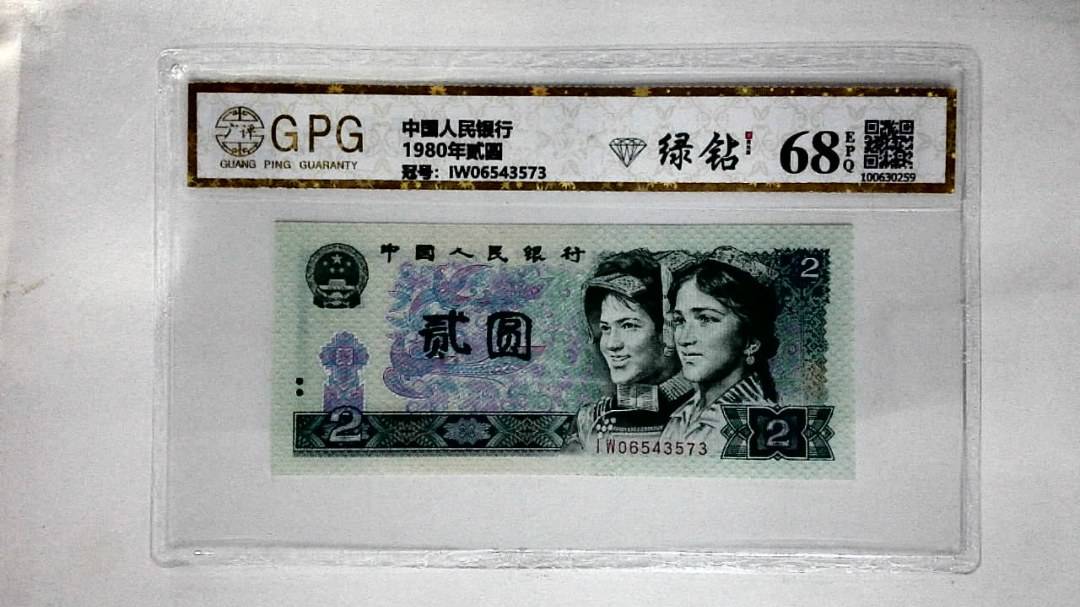 GPG
GUANG PING GUARANTY
中国人民银行
1980年贰圆
冠号：IW06543573
绿钻
68
EPQ
100630259
中国人民银行
2
贰圆
2
IW06543573
2